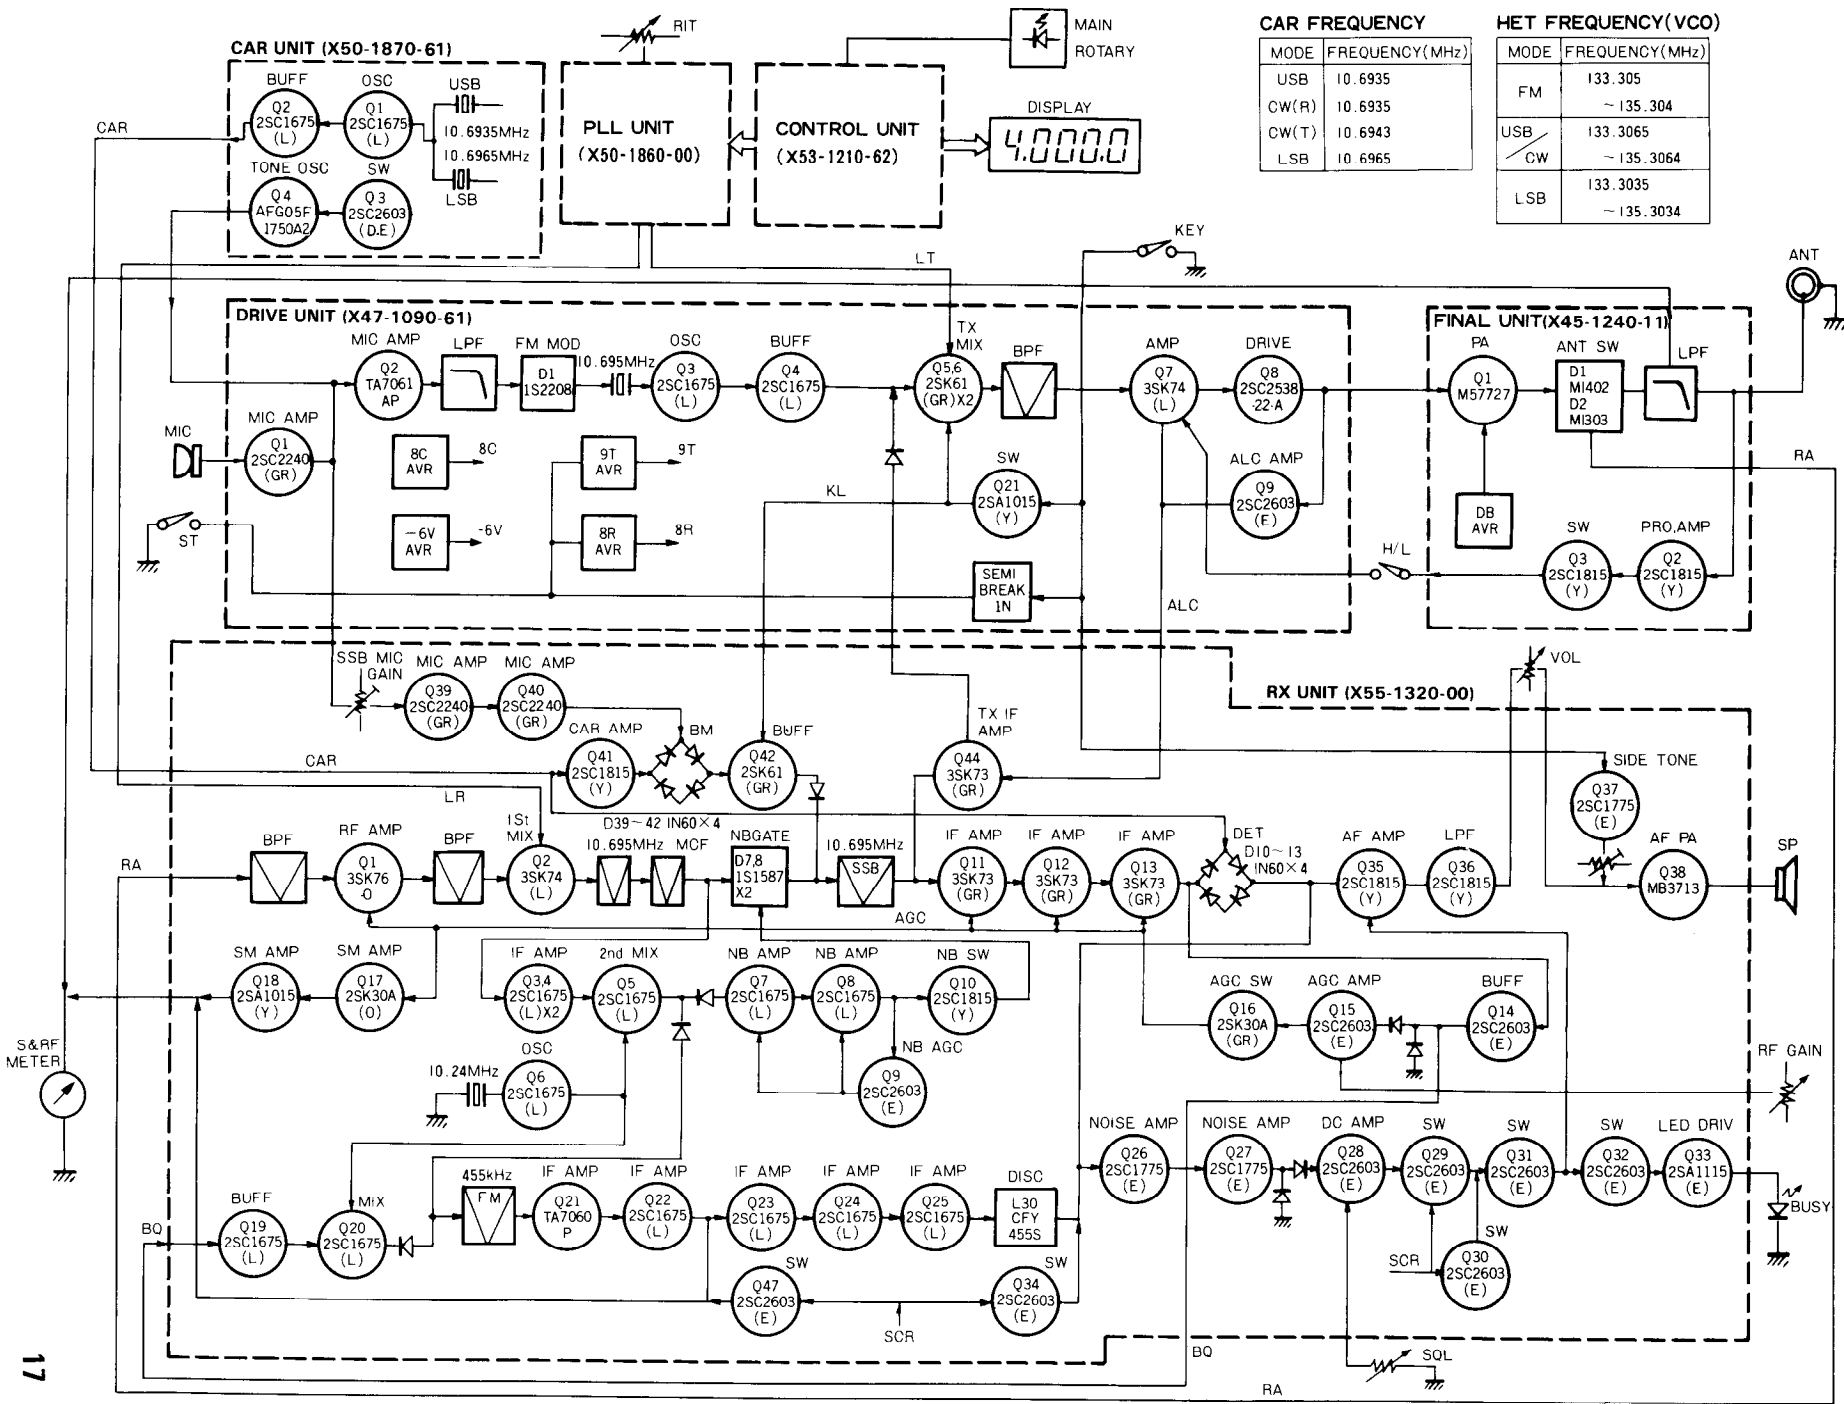 CAR UNIT (X50-1870-61)
BUFF
OSC
Q2
2SC1675
(L)
Q1
2SC1675
(L)
USB
10.6935MHz
10.6965MHz
LSB
TONE OSC
SW
Q4
AFG05F
1750A2
Q3
2SC2603
(D.E)
CAR
RIT
PLL UNIT
(X50-1860-00)
CONTROL UNIT
(X53-1210-62)
MAIN
ROTARY
DISPLAY
4.000.0
CAR FREQUENCY
MODE FREQUENCY(MHz)
USB 10.6935
CW(R) 10.6935
CW(T) 10.6943
LSB 10.6965
HET FREQUENCY(VCO)
MODE FREQUENCY(MHz)
FM 133.305
~135.304
USB/CW 133.3065
~135.3064
LSB 133.3035
~135.3034
LT
KEY
ANT
DRIVE UNIT (X47-1090-61)
MIC AMP
Q2
TA7061
AP
LPF
FM MOD
D1
1S2208
10.695MHz
OSC
Q3
2SC1675
(L)
BUFF
Q4
2SC1675
(L)
TX
MIX
Q5,6
2SK61
(GR)X2
BPF
AMP
Q7
3SK74
(L)
DRIVE
Q8
2SC2538
-22-A
FINAL UNIT(X45-1240-11)
PA
Q1
M57727
ANT SW
D1
MI402
D2
MI303
LPF
MIC
MIC AMP
Q1
2SC2240
(GR)
8C
AVR
8C
9T
AVR
9T
-6V
AVR
-6V
8R
AVR
8R
KL
SW
Q21
2SA1015
(Y)
ALC AMP
Q9
2SC2603
(E)
DB
AVR
RA
ST
SEMI
BREAK
IN
ALC
H/L
SW
Q3
2SC1815
(Y)
PRO.AMP
Q2
2SC1815
(Y)
SSB MIC
GAIN
MIC AMP
Q39
2SC2240
(GR)
MIC AMP
Q40
2SC2240
(GR)
RX UNIT (X55-1320-00)
VOL
CAR
CAR AMP
Q41
2SC1815
(Y)
BM
D39~42 IN60×4
BUFF
Q42
2SK61
(GR)
TX IF
AMP
Q44
3SK73
(GR)
SIDE TONE
Q37
2SC1775
(E)
LR
RA
BPF
RF AMP
Q1
3SK76
-O
BPF
1St
MIX
Q2
3SK74
(L)
10.695MHz MCF
NBGATE
D7,8
1S1587
X2
10.695MHz
SSB
IF AMP
Q11
3SK73
(GR)
IF AMP
Q12
3SK73
(GR)
IF AMP
Q13
3SK73
(GR)
DET
D10~13
IN60×4
AF AMP
Q35
2SC1815
(Y)
LPF
Q36
2SC1815
(Y)
AF PA
Q38
MB3713
SP
AGC
SM AMP
Q18
2SA1015
(Y)
SM AMP
Q17
2SK30A
(O)
IF AMP
Q3,4
2SC1675
(L)X2
2nd MIX
Q5
2SC1675
(L)
NB AMP
Q7
2SC1675
(L)
NB AMP
Q8
2SC1675
(L)
NB SW
Q10
2SC1815
(Y)
AGC SW
Q16
2SK30A
(GR)
AGC AMP
Q15
2SC2603
(E)
BUFF
Q14
2SC2603
(E)
S&RF
METER
10.24MHz
OSC
Q6
2SC1675
(L)
NB AGC
Q9
2SC2603
(E)
RF GAIN
NOISE AMP
Q26
2SC1775
(E)
NOISE AMP
Q27
2SC1775
(E)
DC AMP
Q28
2SC2603
(E)
SW
Q29
2SC2603
(E)
SW
Q31
2SC2603
(E)
SW
Q32
2SC2603
(E)
LED DRIV
Q33
2SA1115
(E)
BUSY
BQ
BUFF
Q19
2SC1675
(L)
MIX
Q20
2SC1675
(L)
455kHz
FM
IF AMP
Q21
TA7060
P
IF AMP
Q22
2SC1675
(L)
IF AMP
Q23
2SC1675
(L)
IF AMP
Q24
2SC1675
(L)
IF AMP
Q25
2SC1675
(L)
DISC
L30
CFY
455S
SW
Q47
2SC2603
(E)
SCR
SW
Q34
2SC2603
(E)
SCR
SW
Q30
2SC2603
(E)
BQ
SQL
RA
17